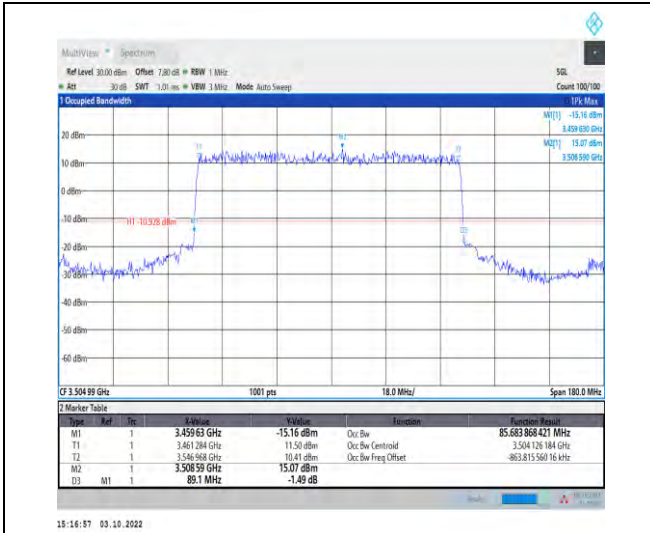 MultiView Spectrum
Ref Level 30.00 dBm Offset 7.80 dB RBW 1 MHz SGL
Att 30 dB SWT 1.01 ms VBW 3 MHz Mode Auto Sweep Count 100/100
1 Occupied Bandwidth 1Pk Max
M1[1] -15.16 dBm
3.459 630 GHz
M2[1] 15.07 dBm
3.508 590 GHz
M2
T1
20 dBm
10 dBm
0 dBm
-10 dBm
H1 -10.928 dBm M1
D3
-20 dBm
-30 dBm
-40 dBm
-50 dBm
-60 dBm
CF 3.504 99 GHz 1001 pts 18.0 MHz/ Span 180.0 MHz
2 Marker Table
Type Ref Trc X-Value Y-Value Function Function Result
M1 1 3.459 63 GHz -15.16 dBm Occ Bw 85.683 868 421 MHz
T1 1 3.461 284 GHz 11.50 dBm Occ Bw Centroid 3.504 126 184 GHz
T2 1 3.546 968 GHz 10.41 dBm Occ Bw Freq Offset -863.815 560 16 kHz
M2 1 3.508 59 GHz 15.07 dBm
D3 M1 1 89.1 MHz -1.49 dB
15:16:57 03.10.2022